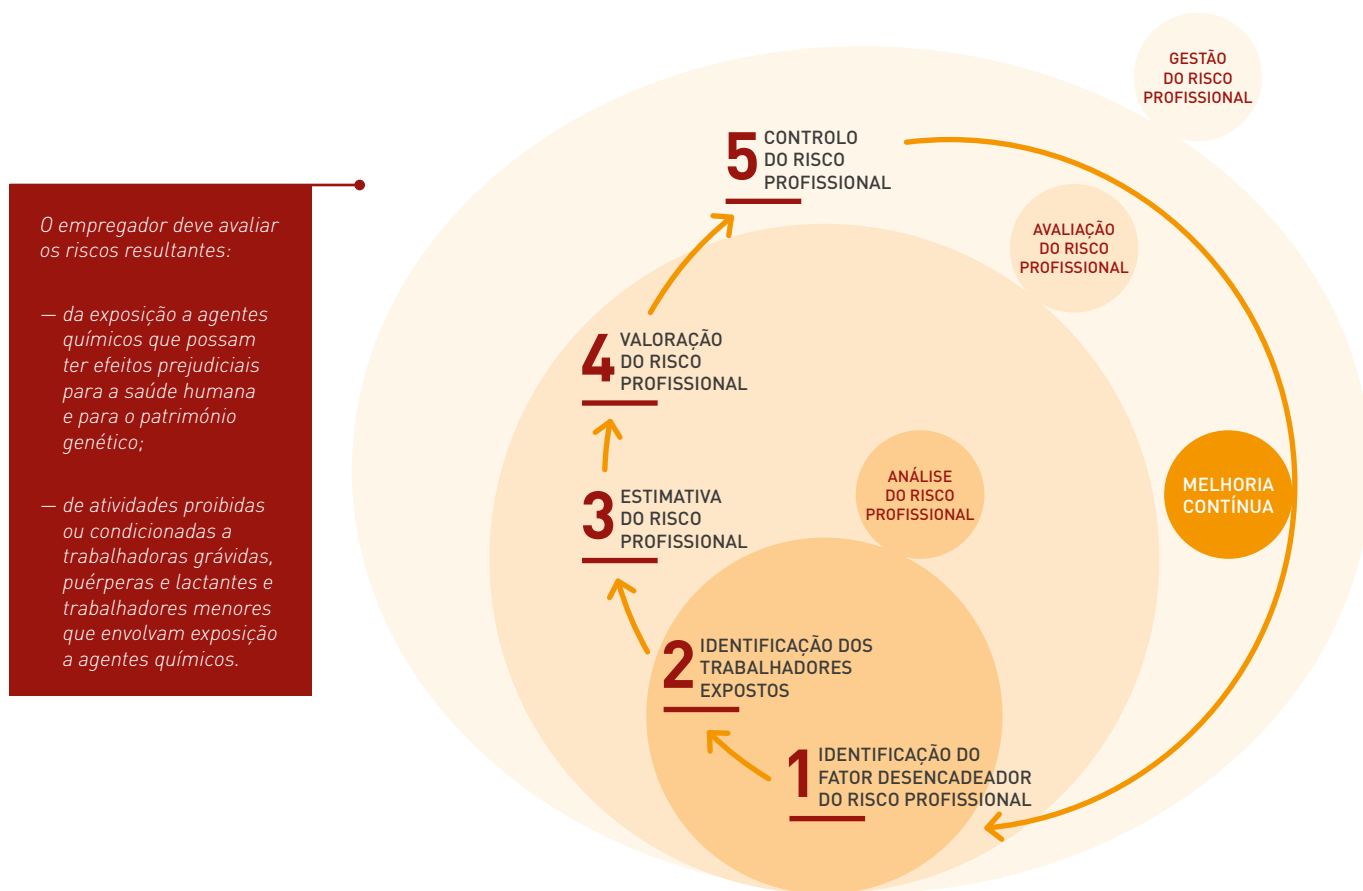 O empregador deve avaliar
os riscos resultantes:
— da exposição a agentes
químicos que possam
ter efeitos prejudiciais
para a saúde humana
e para o património
genético;
— de atividades proibidas
ou condicionadas a
trabalhadoras grávidas,
puérperas e lactantes e
trabalhadores menores
que envolvam exposição
a agentes químicos.
GESTÃO
DO RISCO
PROFISSIONAL
5 CONTROLO
DO RISCO
PROFISSIONAL
AVALIAÇÃO
DO RISCO
PROFISSIONAL
4 VALORAÇÃO
DO RISCO
PROFISSIONAL
ANÁLISE
DO RISCO
PROFISSIONAL
MELHORIA
CONTÍNUA
3 ESTIMATIVA
DO RISCO
PROFISSIONAL
2 IDENTIFICAÇÃO DOS
TRABALHADORES
EXPOSTOS
1 IDENTIFICAÇÃO DO
FATOR DESENCADEADOR
DO RISCO PROFISSIONAL